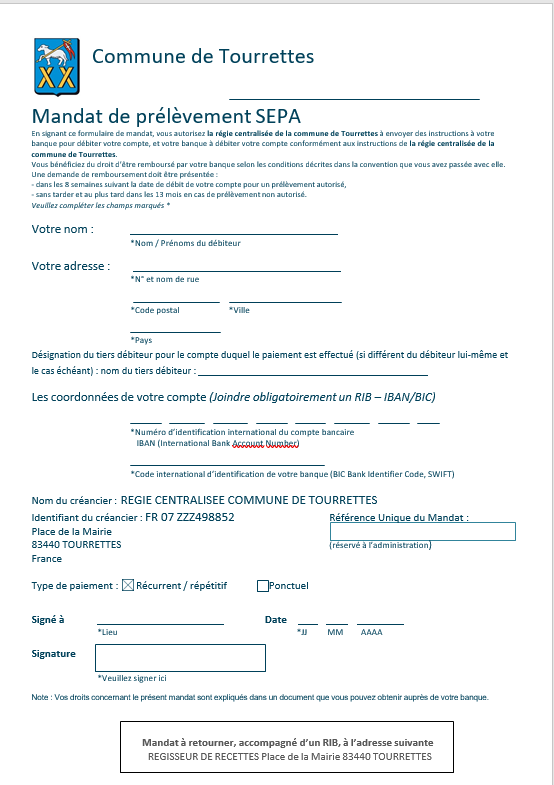 Commune de Tourrettes
Mandat de prélèvement SEPA
En signant ce formulaire de mandat, vous autorisez la régie centralisée de la commune de Tourrettes à envoyer des instructions à votre
banque pour débiter votre compte, et votre banque à débiter votre compte conformément aux instructions de la régie centralisée de la
commune de Tourrettes.
Vous bénéficiez du droit d'être remboursé par votre banque selon les conditions décrites dans la convention que vous avez passée avec elle.
Une demande de remboursement doit être présentée :
- dans les 8 semaines suivant la date de débit de votre compte pour un prélèvement autorisé,
- sans tarder et au plus tard dans les 13 mois en cas de prélèvement non autorisé.
Veuillez compléter les champs marqués *
Votre nom :
*Nom / Prénoms du débiteur
Votre adresse :
*N° et nom de rue
*Code postal *Ville
*Pays
Désignation du tiers débiteur pour le compte duquel le paiement est effectué (si différent du débiteur lui-même et
le cas échéant) : nom du tiers débiteur :
Les coordonnées de votre compte (Joindre obligatoirement un RIB – IBAN/BIC)
*Numéro d'identification international du compte bancaire
IBAN (International Bank Account Number)
*Code international d'identification de votre banque (BIC Bank Identifier Code, SWIFT)
Nom du créancier : REGIE CENTRALISEE COMMUNE DE TOURRETTES
Identifiant du créancier : FR 07 ZZZ498852 Référence Unique du Mandat :
Place de la Mairie
83440 TOURRETTES (réservé à l'administration)
France
Type de paiement : ☒ Récurrent / répétitif ☐ Ponctuel
Signé à Date
*Lieu *JJ MM AAAA
Signature
*Veuillez signer ici
Note : Vos droits concernant le présent mandat sont expliqués dans un document que vous pouvez obtenir auprès de votre banque.
Mandat à retourner, accompagné d'un RIB, à l'adresse suivante
REGISSEUR DE RECETTES Place de la Mairie 83440 TOURRETTES